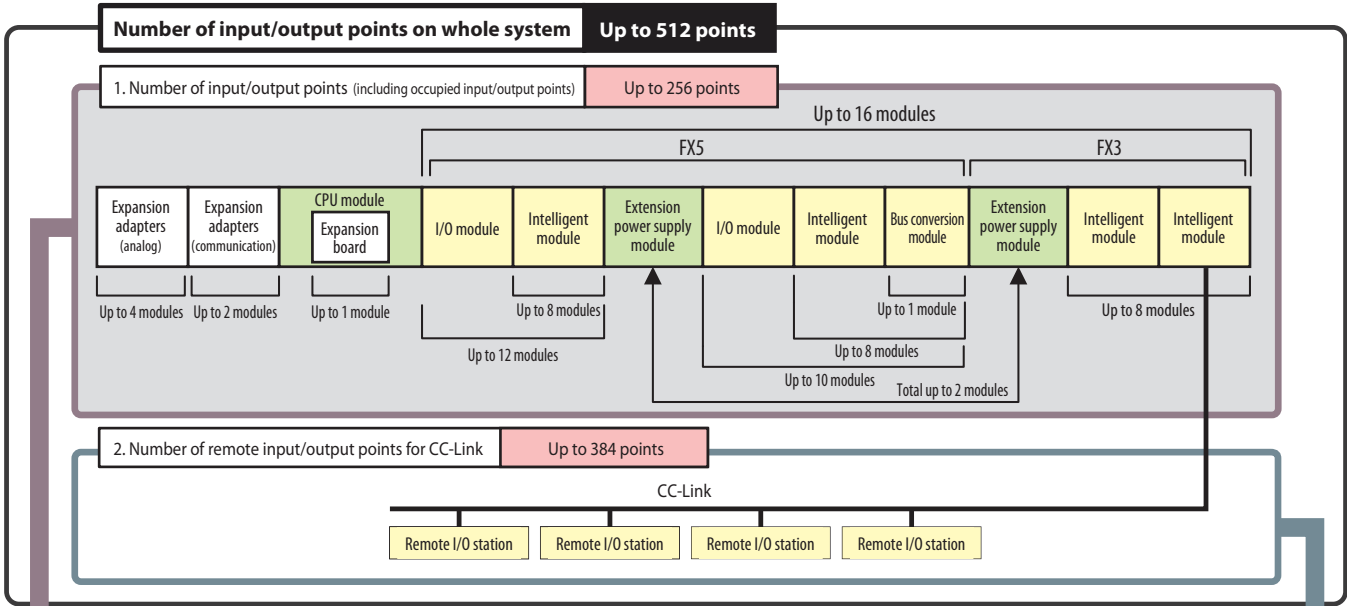 Number of input/output points on whole system Up to 512 points
1. Number of input/output points (including occupied input/output points) Up to 256 points
Up to 16 modules
FX5 FX3
Expansion
adapters
(analog)
Expansion
adapters
(communication)
CPU module
Expansion
board
I/O module
Intelligent
module
Extension
power supply
module
I/O module
Intelligent
module
Bus conversion
module
Extension
power supply
module
Intelligent
module
Intelligent
module
Up to 4 modules Up to 2 modules Up to 1 module Up to 8 modules Up to 1 module Up to 8 modules
Up to 12 modules Up to 8 modules
Up to 10 modules Total up to 2 modules
2. Number of remote input/output points for CC-Link Up to 384 points
CC-Link
Remote I/O station Remote I/O station Remote I/O station Remote I/O station